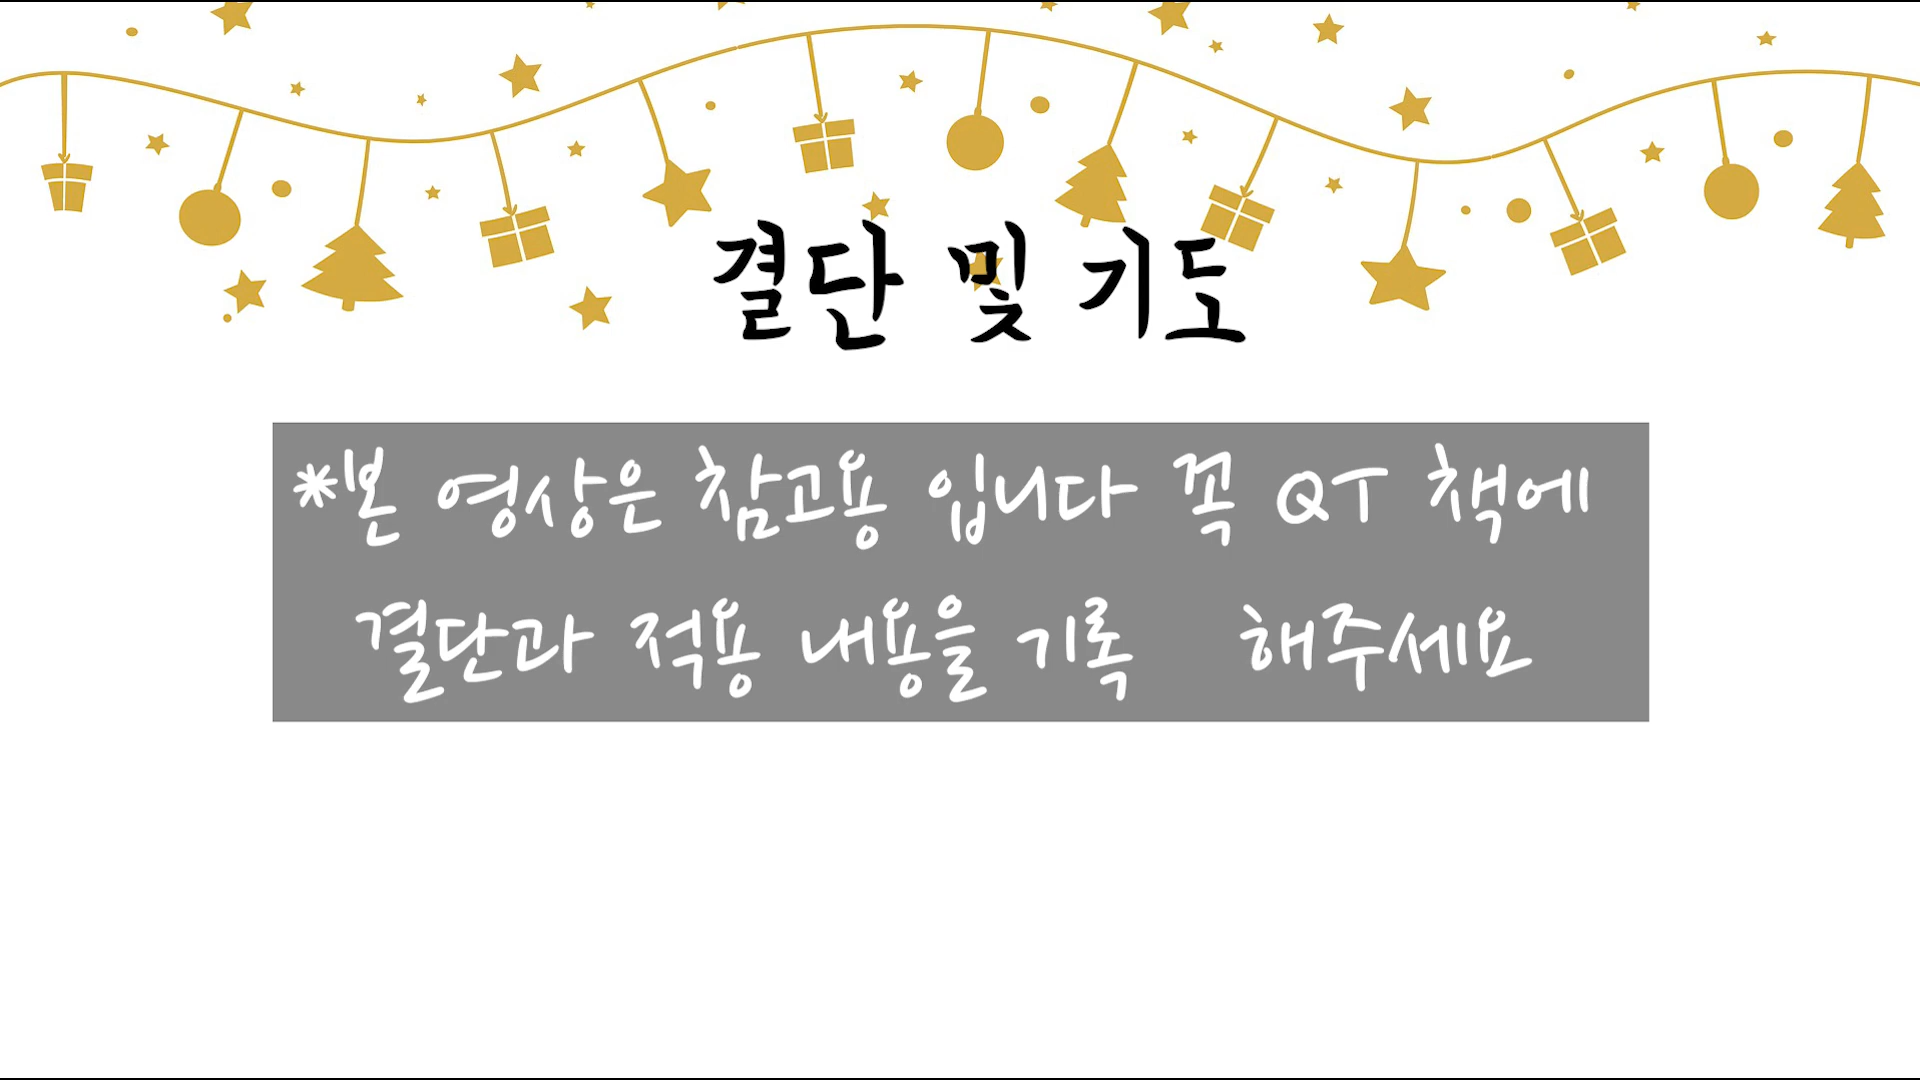 결단 및 기도
*본 영상은 참고용 입니다 꼭 QT 책에
결단과 적용 내용을 기록 해주세요